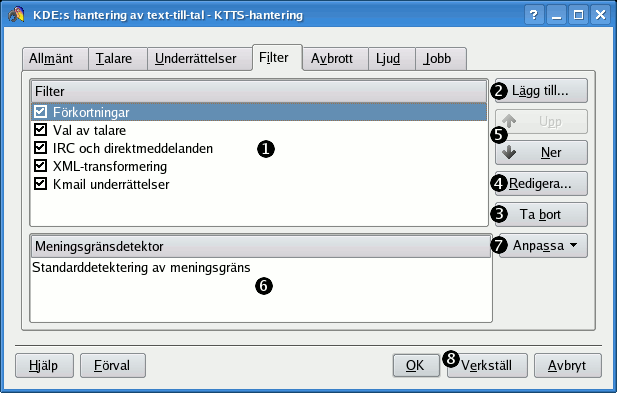 KDE:s hantering av text-till-tal - KTTS-hantering
Allmänt Talare Underrättelser Filter Avbrott Ljud Jobb
Filter
Förkortningar
Val av talare
IRC och direktmeddelanden
XML-transformering
Kmail underrättelser
1
2 Lägg till...
Upp
5
Ner
4 Redigera...
3 Ta bort
7 Anpassa
Meningsgränsdetektor
Standarddetektering av meningsgräns
6
Hjälp Förval OK 8 Verkställ Avbryt